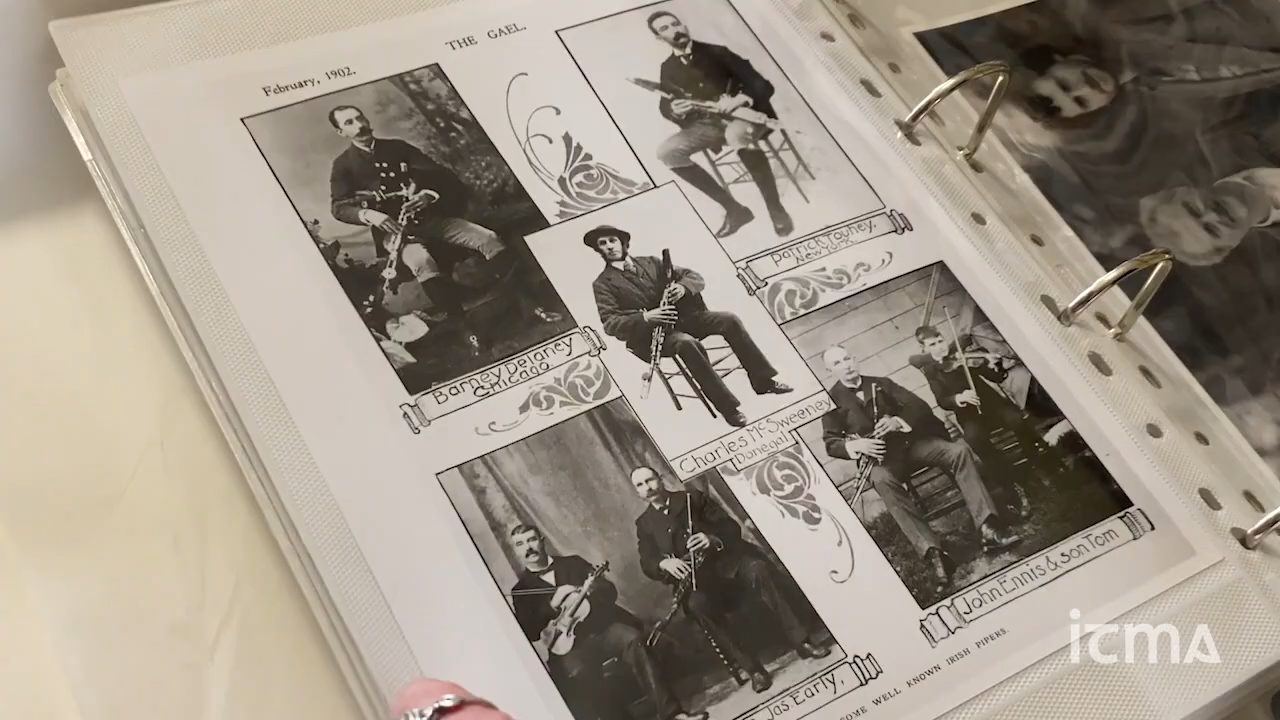 THE GAEL.
February, 1902.
Patrick Touhey,
New York.
Barney Delaney
Chicago
Charles McSweeney
Donegal
John Ennis & son Tom
Jas. Early,
SOME WELL KNOWN IRISH PIPERS.
ITMA